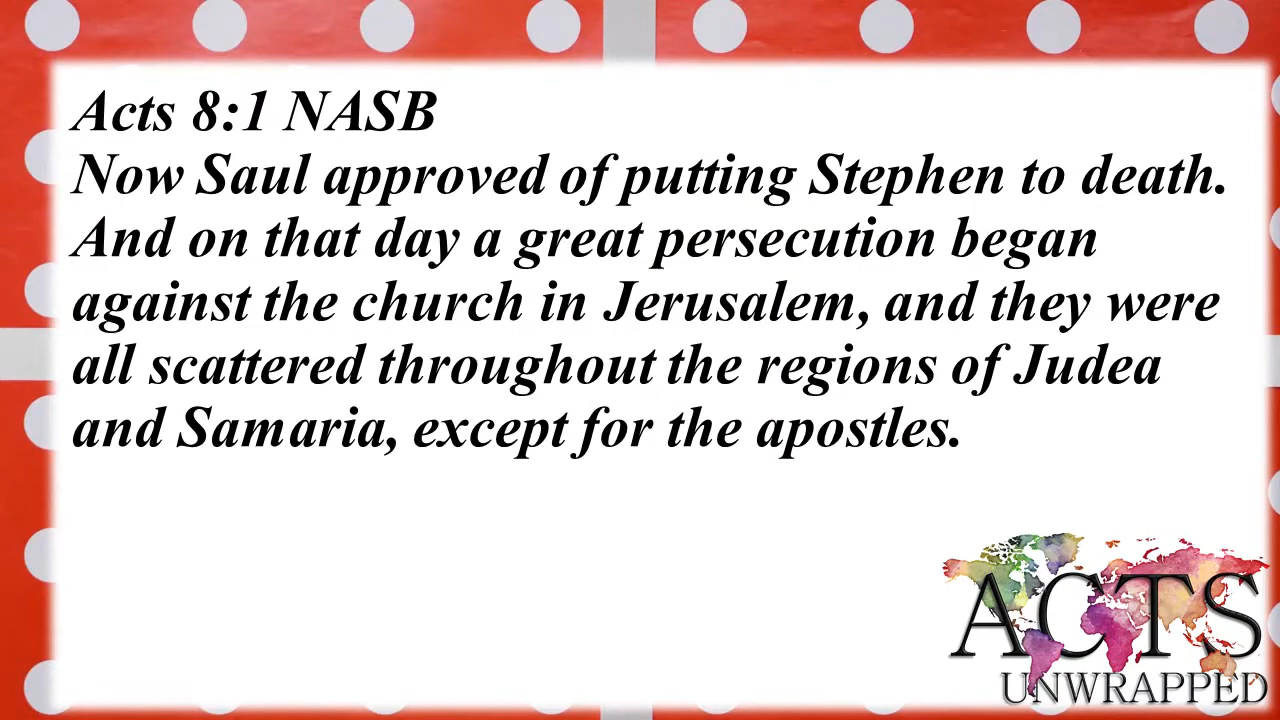 Acts 8:1 NASB
Now Saul approved of putting Stephen to death.
And on that day a great persecution began
against the church in Jerusalem, and they were
all scattered throughout the regions of Judea
and Samaria, except for the apostles.
ACTS
UNWRAPPED